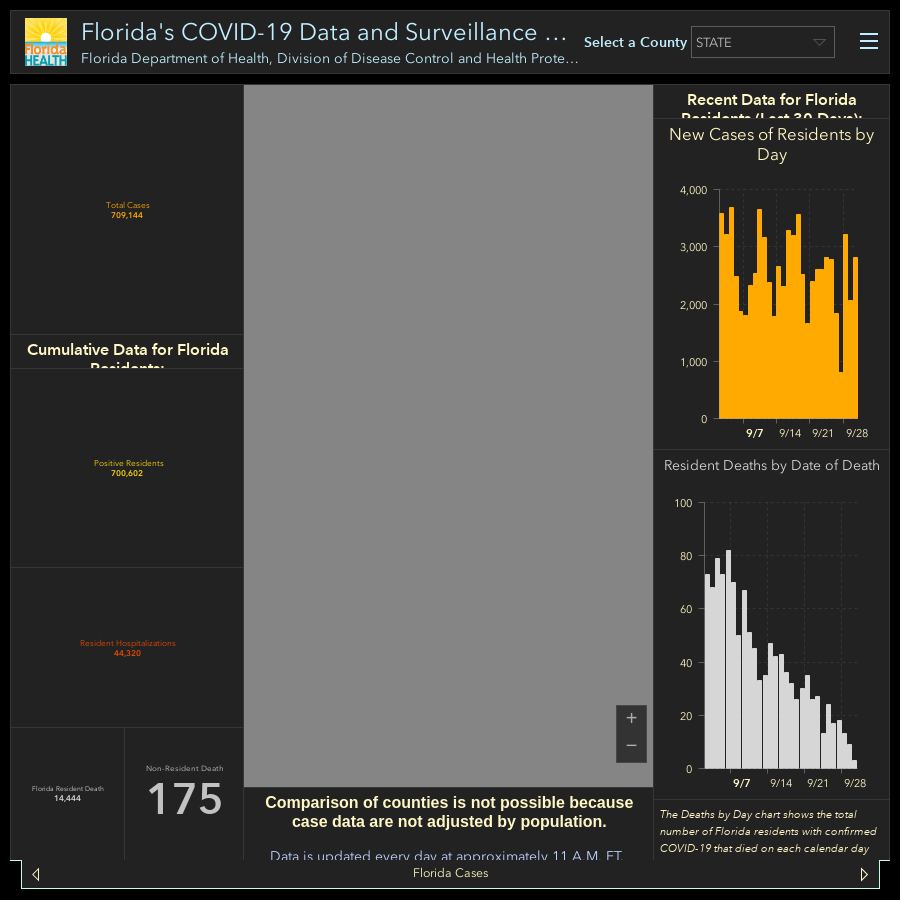 Florida HEALTH
Florida's COVID-19 Data and Surveillance ...
Florida Department of Health, Division of Disease Control and Health Prote...
Select a County
STATE
Total Cases
709,144
Cumulative Data for Florida
Residents:
Positive Residents
700,602
Resident Hospitalizations
44,320
Florida Resident Death
14,444
Non-Resident Death
175
+
−
Comparison of counties is not possible because
case data are not adjusted by population.
Data is updated every day at approximately 11 A.M. ET.
Recent Data for Florida
Residents (Last 30 Days):
New Cases of Residents by
Day
4,000
3,000
2,000
1,000
0
9/7 9/14 9/21 9/28
Resident Deaths by Date of Death
100
80
60
40
20
0
9/7 9/14 9/21 9/28
The Deaths by Day chart shows the total
number of Florida residents with confirmed
COVID-19 that died on each calendar day
Florida Cases